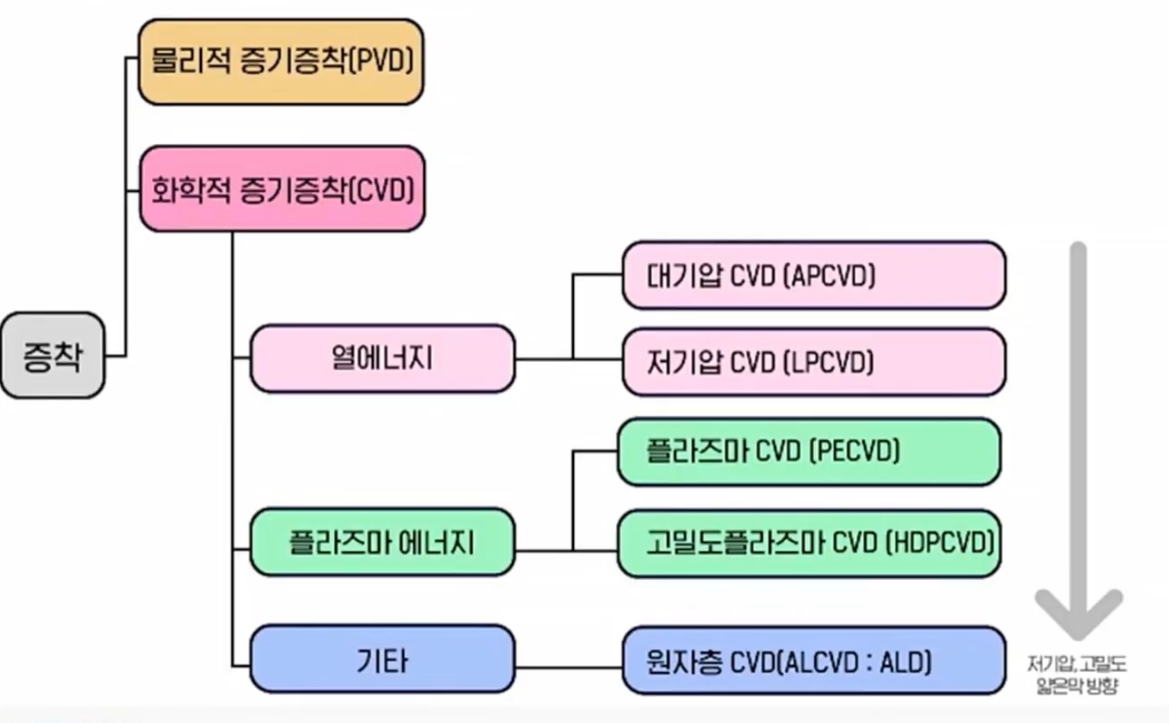 물리적 증기증착(PVD)
화학적 증기증착(CVD)
대기압 CVD (APCVD)
열에너지
저기압 CVD (LPCVD)
증착
플라즈마 CVD (PECVD)
플라즈마 에너지
고밀도플라즈마 CVD (HDPCVD)
기타
원자층 CVD(ALCVD : ALD)
저기압, 고밀도
얇은막 방향